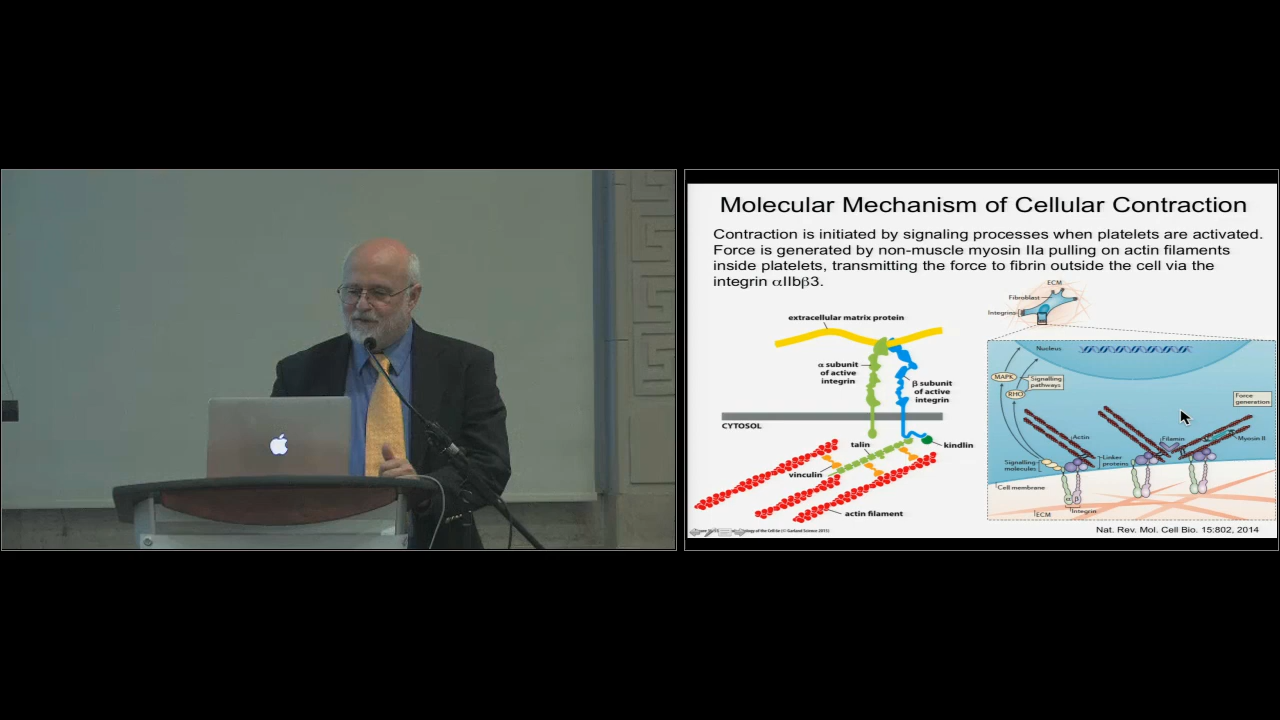 Molecular Mechanism of Cellular Contraction
Contraction is initiated by signaling processes when platelets are activated.
Force is generated by non-muscle myosin IIa pulling on actin filaments
inside platelets, transmitting the force to fibrin outside the cell via the
integrin αIIbβ3.
extracellular matrix protein
α subunit
of active
integrin
β subunit
of active
integrin
CYTOSOL
talin
kindlin
vinculin
actin filament
ECM
Fibroblast
Integrins
Nucleus
MAPK
Signalling
pathways
RHO
Force
generation
Actin
Filamin
Myosin II
Signalling
molecules
Linker
proteins
Cell membrane
α β
Integrin
ECM
Nat. Rev. Mol. Cell Bio. 15:802, 2014